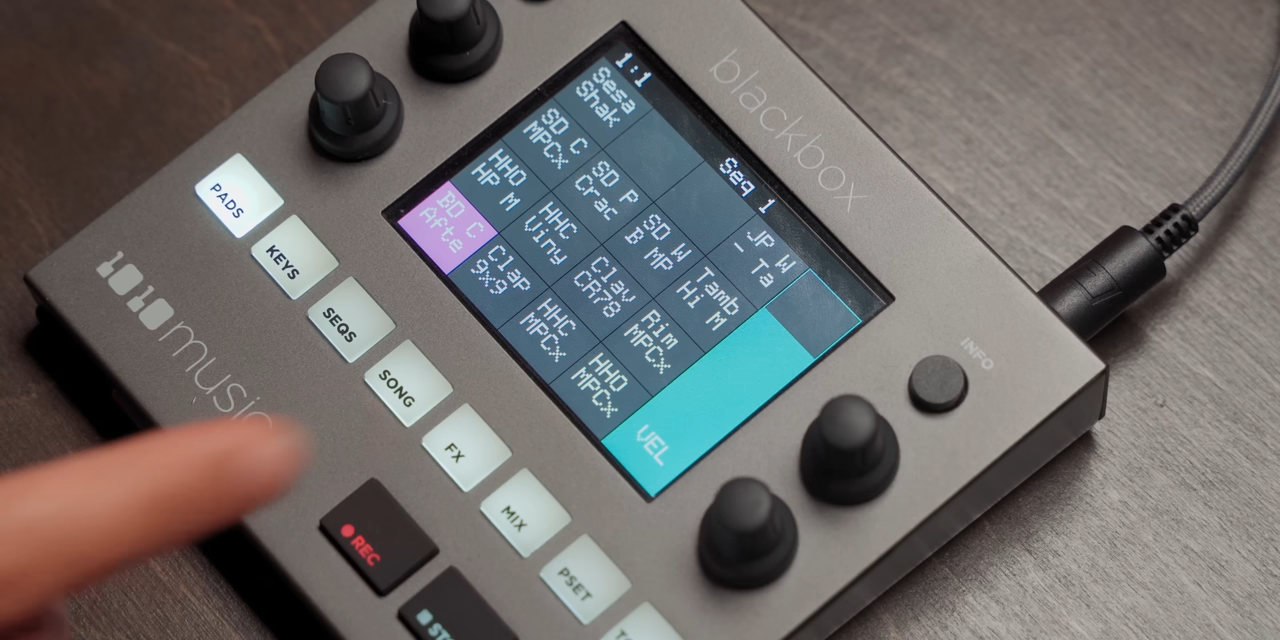 blackbox
1:1
Seq 1
Sesa
Shak
JP W
_ Ta
SD C
MPCx
SD P
Crac
SD W
B MP
Tamb
Hi M
HHO
HP M
HHC
Viny
Clav
CR78
Rim
MPCx
BD C
Afte
Clap
9x9
HHC
MPCx
HHO
MPCx
VEL
INFO
PADS
KEYS
SEQS
SONG
FX
MIX
PSET
1010music
REC